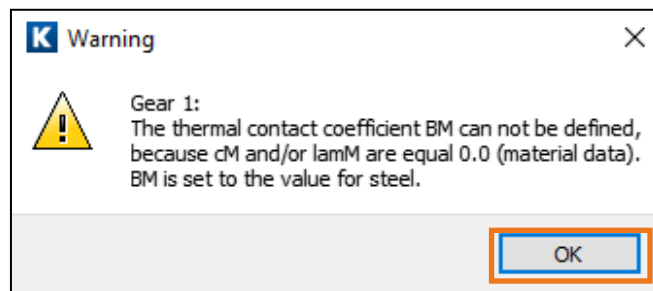 K Warning
Gear 1:
The thermal contact coefficient BM can not be defined,
because cM and/or lamM are equal 0.0 (material data).
BM is set to the value for steel.
OK